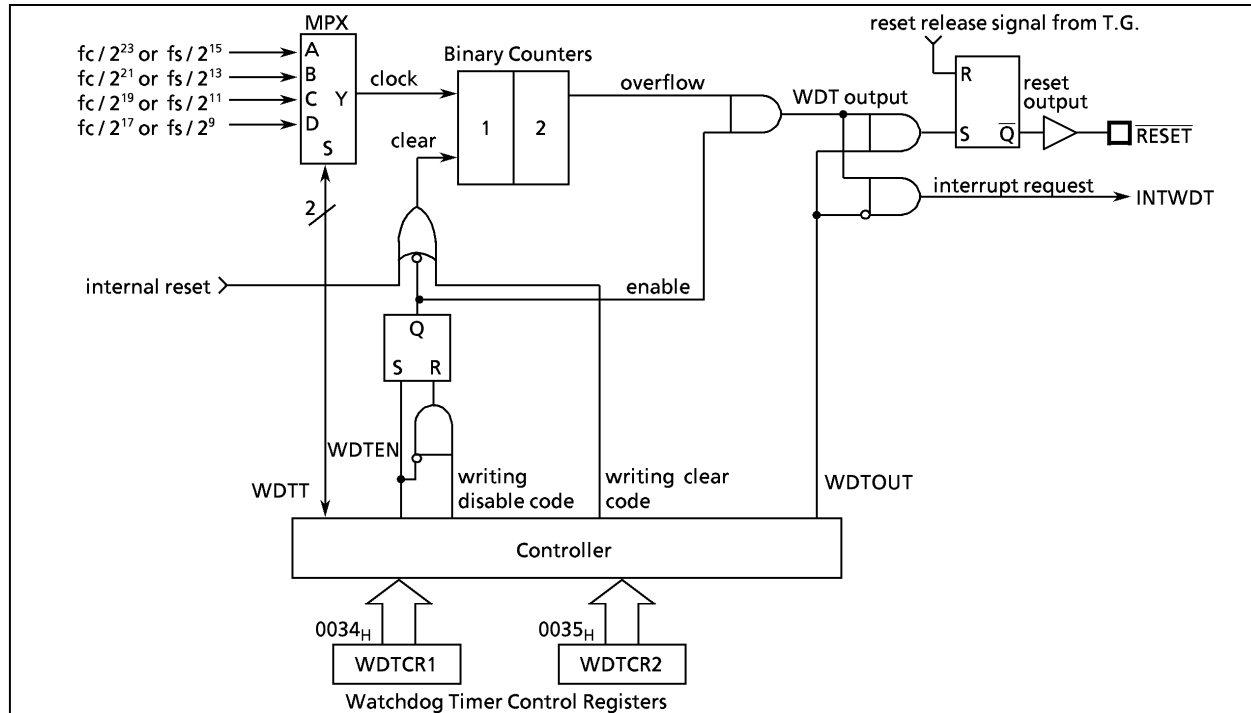 MPX
reset release signal from T.G.
fc / 2²³ or fs / 2¹⁵
fc / 2²¹ or fs / 2¹³
fc / 2¹⁹ or fs / 2¹¹
fc / 2¹⁷ or fs / 2⁹
A
B
C
D
Y
S
clock
clear
Binary Counters
1
2
overflow
WDT output
R
S
Q̅
reset
output
R̅E̅S̅E̅T̅
interrupt request
INTWDT
2
internal reset
enable
Q
S
R
WDTT
WDTEN
writing
disable code
writing clear
code
WDTOUT
Controller
0034H
0035H
WDTCR1
WDTCR2
Watchdog Timer Control Registers